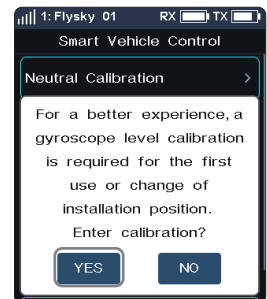 1: Flysky 01 RX TX
Smart Vehicle Control
Neutral Calibration >
For a better experience, a
gyroscope level calibration
is required for the first
use or change of
installation position.
Enter calibration?
YES NO